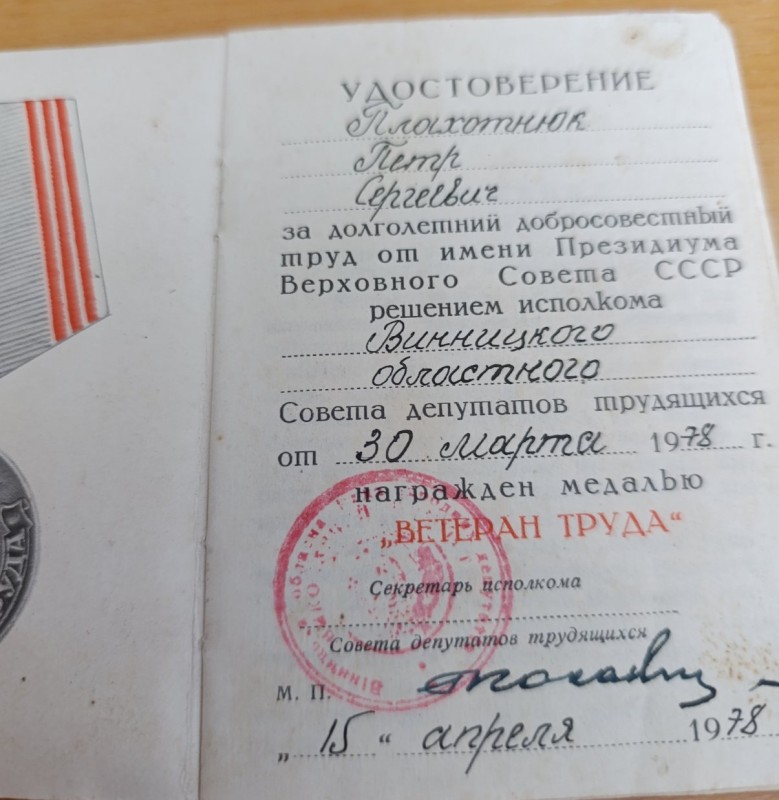 УДОСТОВЕРЕНИЕ
Плахотнюк
Петр
Сергеевич
за долголетний добросовестный
труд от имени Президиума
Верховного Совета СССР
решением исполкома
Винницкого
областного
Совета депутатов трудящихся
от 30 марта 1978 г.
награжден медалью
„ВЕТЕРАН ТРУДА“
Секретарь исполкома
Совета депутатов трудящихся
М. П.
„ 15 “ апреля 1978